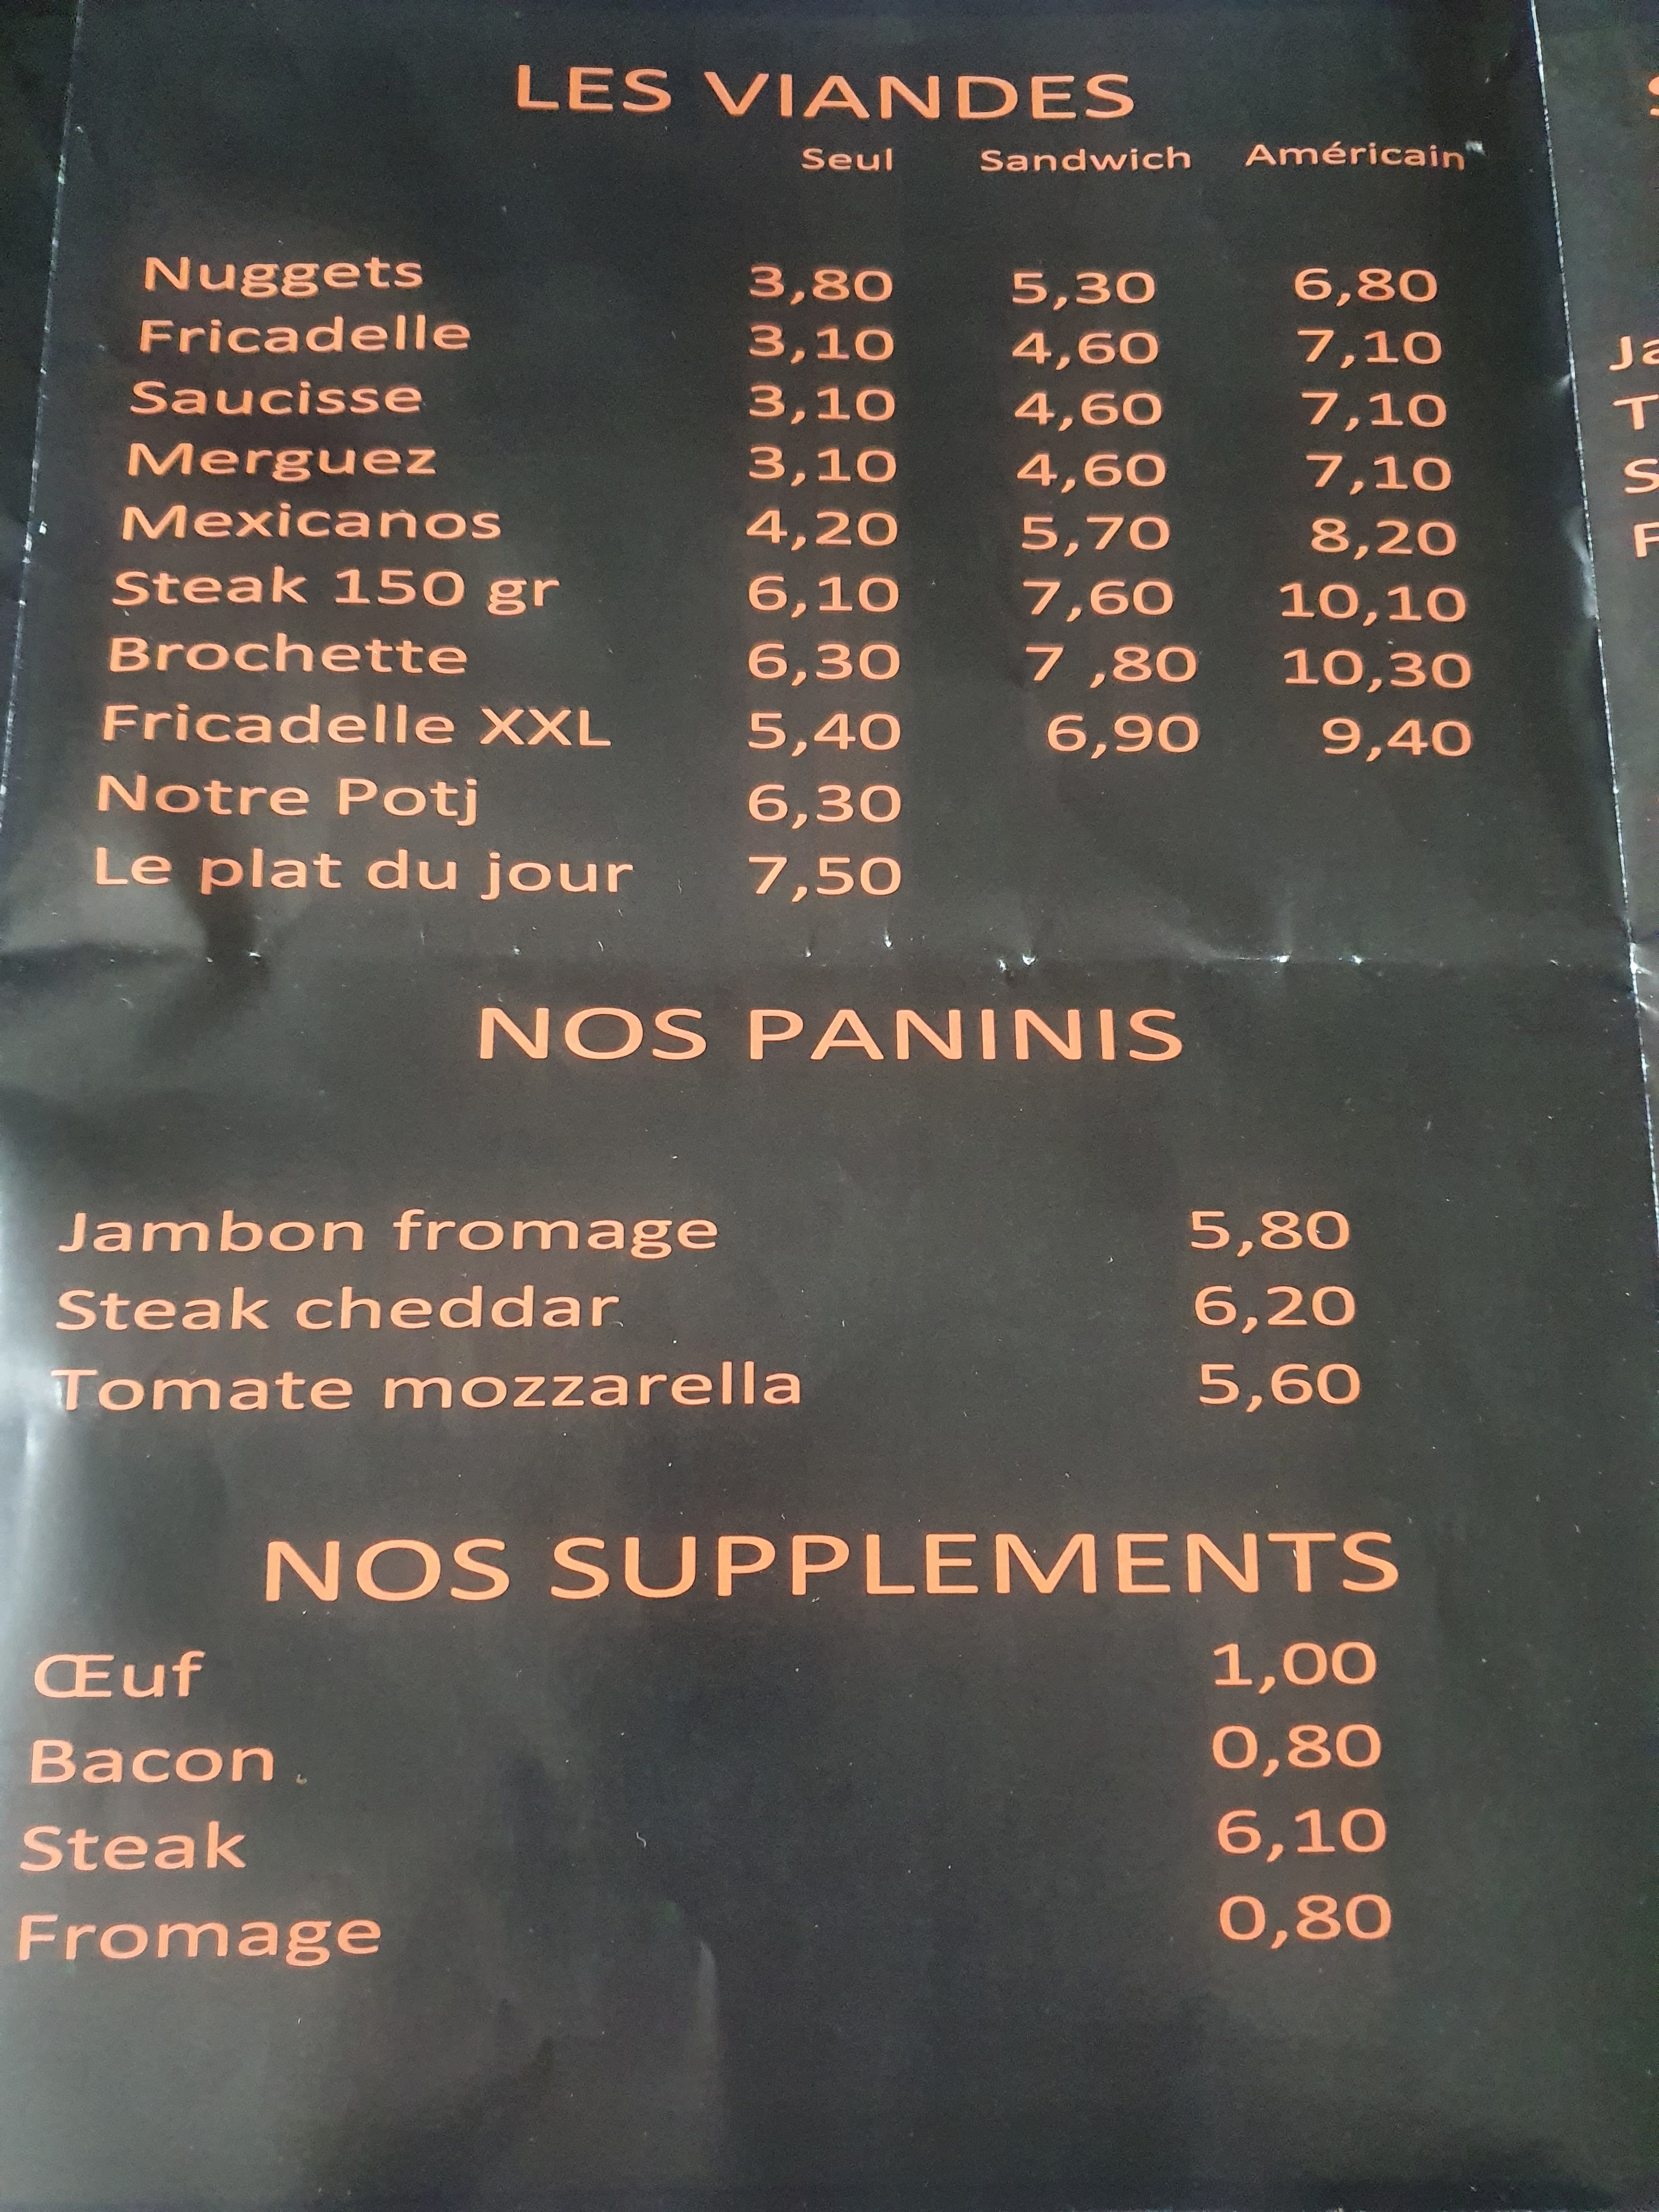 LES VIANDES
Seul Sandwich Américain
Nuggets 3,80 5,30 6,80
Fricadelle 3,10 4,60 7,10
Saucisse 3,10 4,60 7,10
Merguez 3,10 4,60 7,10
Mexicanos 4,20 5,70 8,20
Steak 150 gr 6,10 7,60 10,10
Brochette 6,30 7 ,80 10,30
Fricadelle XXL 5,40 6,90 9,40
Notre Potj 6,30
Le plat du jour 7,50
NOS PANINIS
Jambon fromage 5,80
Steak cheddar 6,20
Tomate mozzarella 5,60
NOS SUPPLEMENTS
Œuf 1,00
Bacon 0,80
Steak 6,10
Fromage 0,80